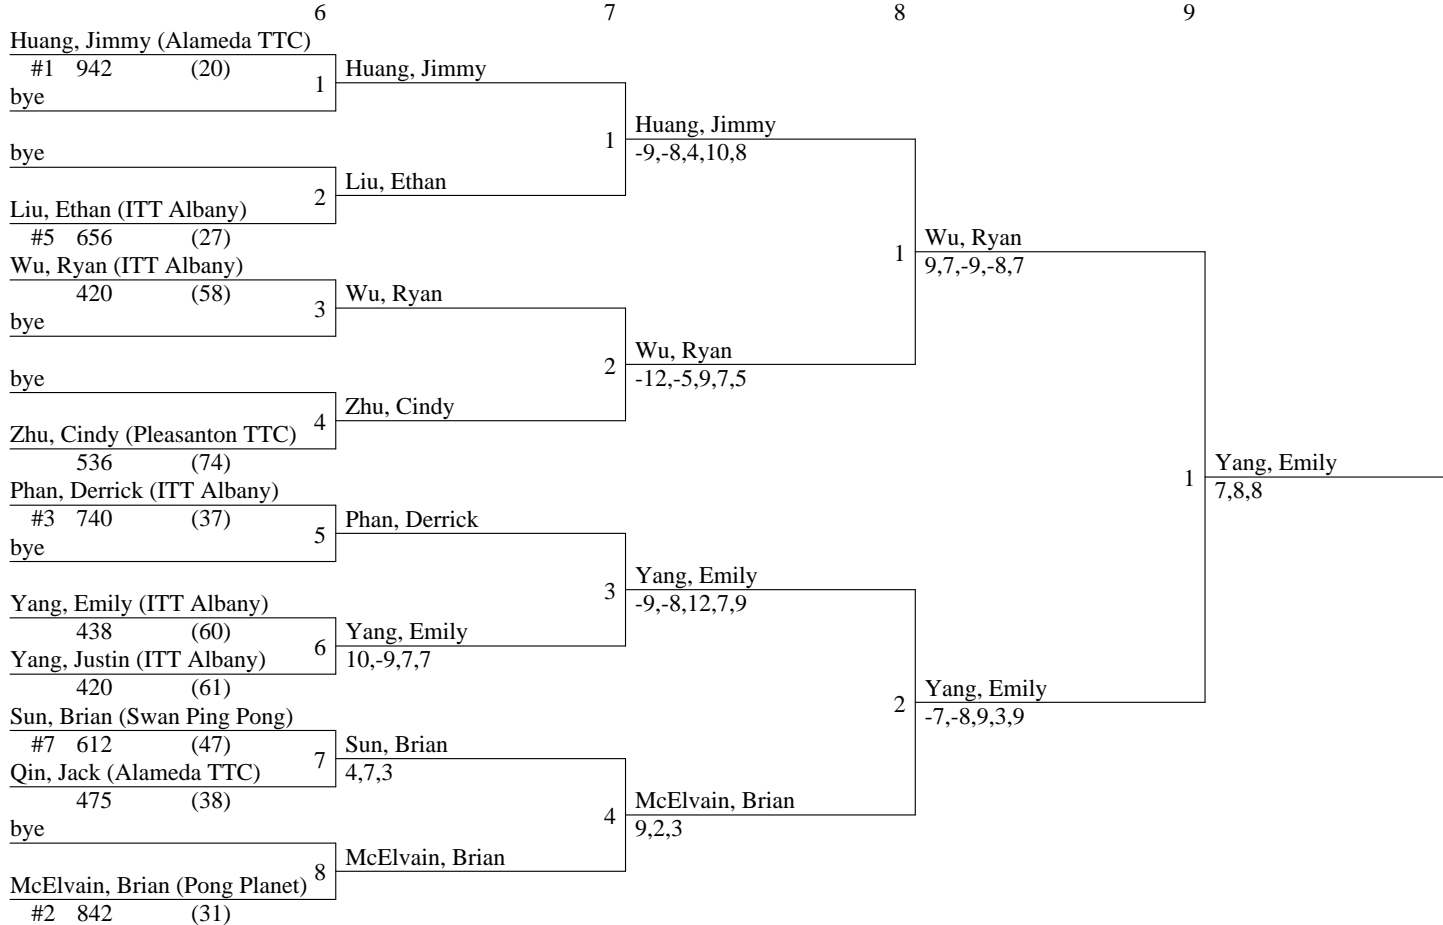 6 7 8 9
Huang, Jimmy (Alameda TTC)
#1 942 (20)
bye
1
Huang, Jimmy
bye
Liu, Ethan (ITT Albany)
#5 656 (27)
2
Liu, Ethan
1
Huang, Jimmy
-9,-8,4,10,8
Wu, Ryan (ITT Albany)
420 (58)
bye
3
Wu, Ryan
bye
Zhu, Cindy (Pleasanton TTC)
536 (74)
4
Zhu, Cindy
2
Wu, Ryan
-12,-5,9,7,5
1
Wu, Ryan
9,7,-9,-8,7
Phan, Derrick (ITT Albany)
#3 740 (37)
bye
5
Phan, Derrick
Yang, Emily (ITT Albany)
438 (60)
Yang, Justin (ITT Albany)
420 (61)
6
Yang, Emily
10,-9,7,7
3
Yang, Emily
-9,-8,12,7,9
Sun, Brian (Swan Ping Pong)
#7 612 (47)
Qin, Jack (Alameda TTC)
475 (38)
7
Sun, Brian
4,7,3
bye
McElvain, Brian (Pong Planet)
#2 842 (31)
8
McElvain, Brian
4
McElvain, Brian
9,2,3
2
Yang, Emily
-7,-8,9,3,9
1
Yang, Emily
7,8,8